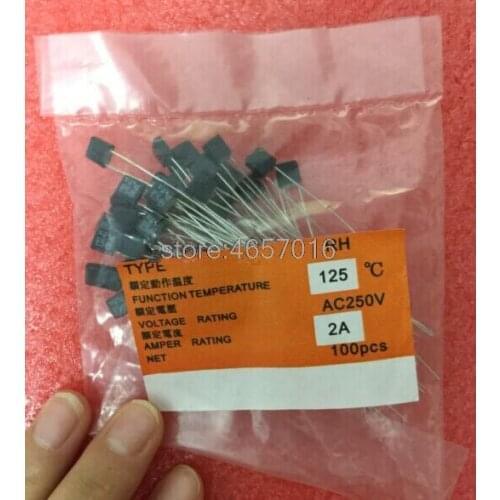 Store:4657016
TYPE RH
額定動作溫度
FUNCTION TEMPERATURE 125 ℃
額定電壓
VOLTAGE RATING AC250V
額定電流
AMPER RATING 2A
NET 100pcs